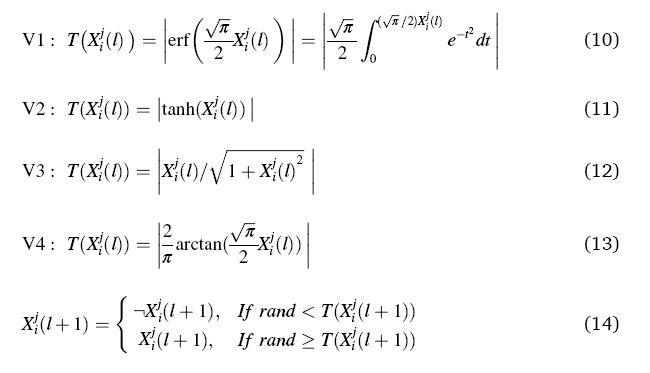 V1 : T(X_i^j(l)) = |erf(√π/2 X_i^j(l))| = |√π/2 ∫_0^{(√π/2)X_i^j(l)} e^{-t^2} dt| (10)
V2 : T(X_i^j(l)) = |tanh(X_i^j(l))| (11)
V3 : T(X_i^j(l)) = |X_i^j(l)/√(1 + X_i^j(l)^2)| (12)
V4 : T(X_i^j(l)) = |2/π arctan(√π/2 X_i^j(l))| (13)
X_i^j(l + 1) = { ¬X_i^j(l + 1), If rand < T(X_i^j(l + 1))
X_i^j(l + 1), If rand ≥ T(X_i^j(l + 1)) (14)